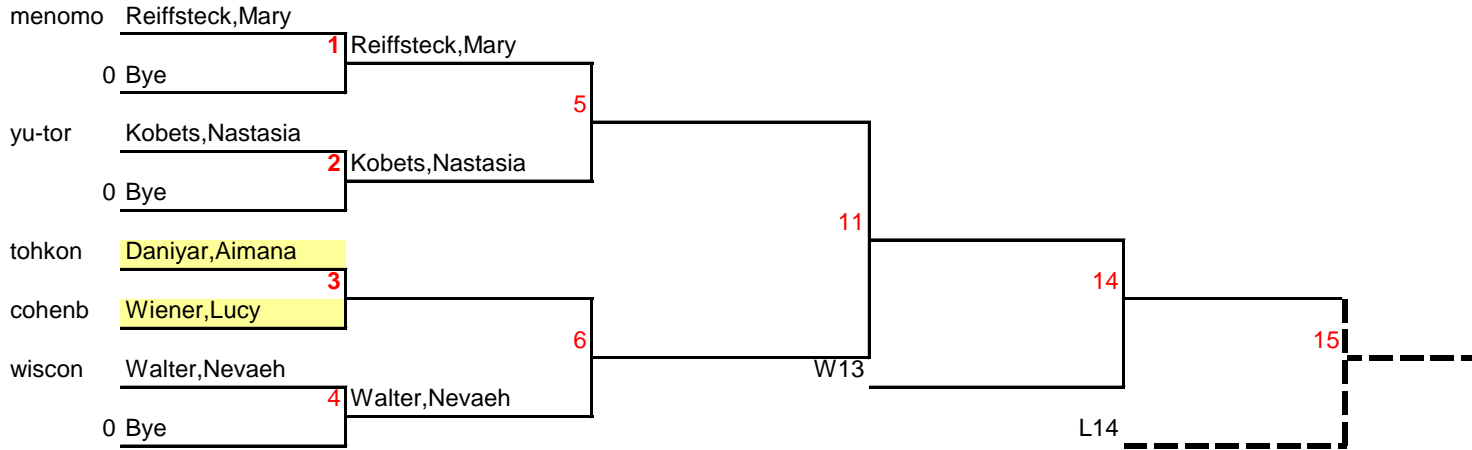 menomo Reiffsteck,Mary
1 Reiffsteck,Mary
0 Bye
5
yu-tor Kobets,Nastasia
2 Kobets,Nastasia
0 Bye
11
tohkon Daniyar,Aimana
3
14
cohenb Wiener,Lucy
6
15
wiscon Walter,Nevaeh
W13
4 Walter,Nevaeh
0 Bye
L14